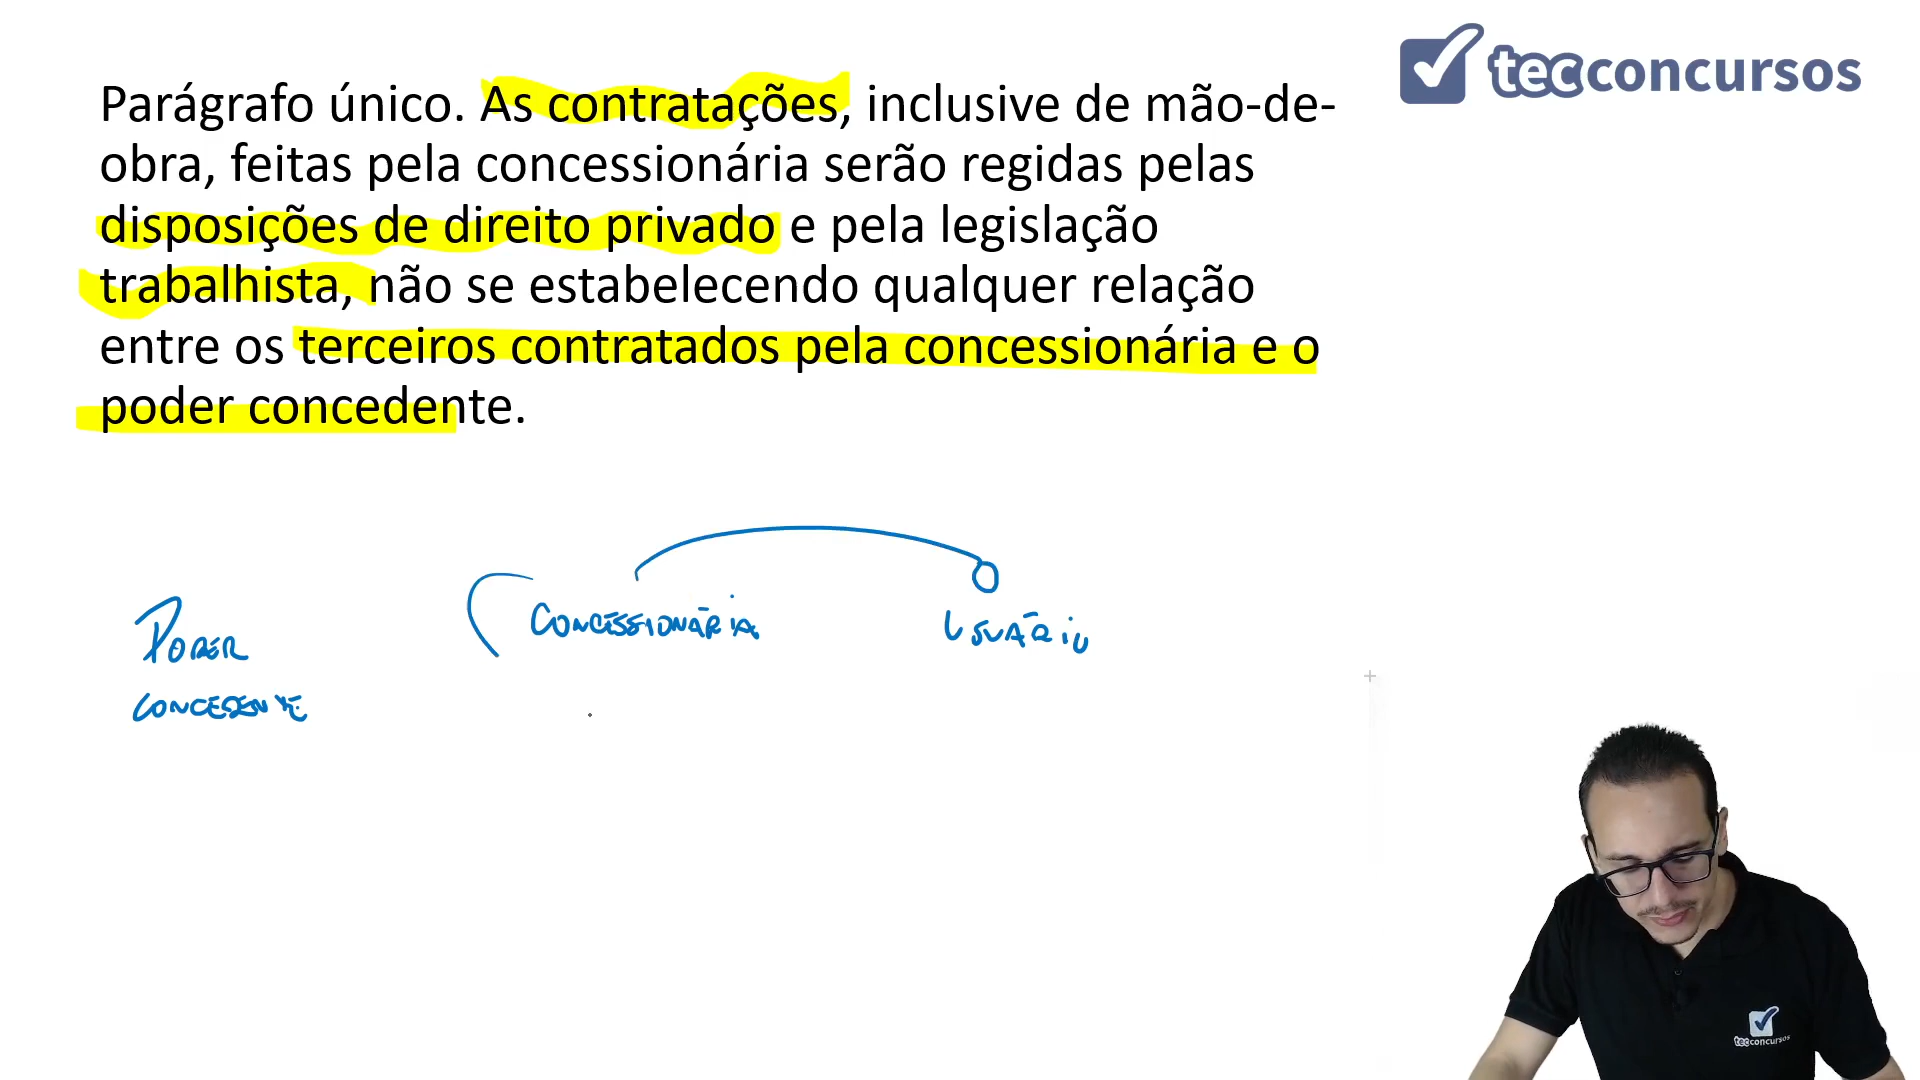 tecconcursos
Parágrafo único. As contratações, inclusive de mão-de-
obra, feitas pela concessionária serão regidas pelas
disposições de direito privado e pela legislação
trabalhista, não se estabelecendo qualquer relação
entre os terceiros contratados pela concessionária e o
poder concedente.
CONCESSIONÁRIA
USUÁRIO
PODER
CONCEDENTE
tecconcursos